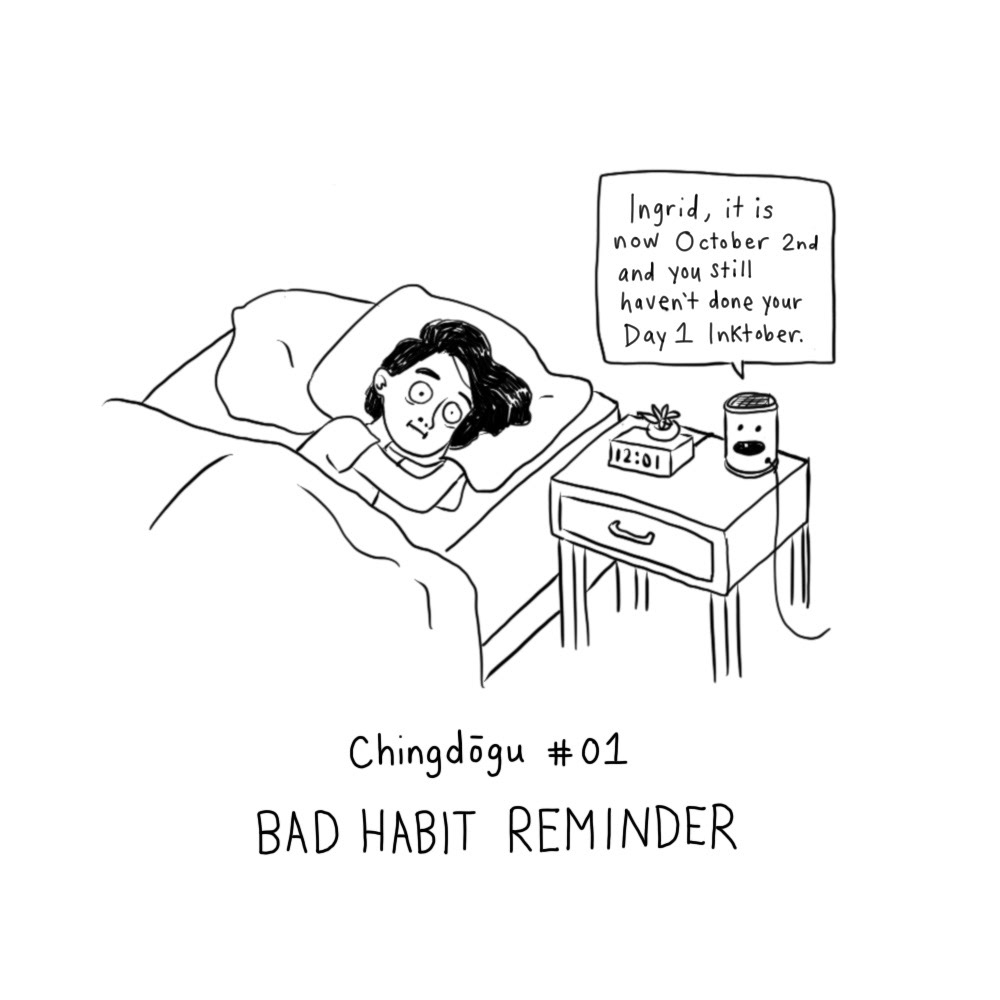 Ingrid, it is
now October 2nd
and you still
haven't done your
Day 1 Inktober.
12:01
Chingdōgu #01
BAD HABIT REMINDER